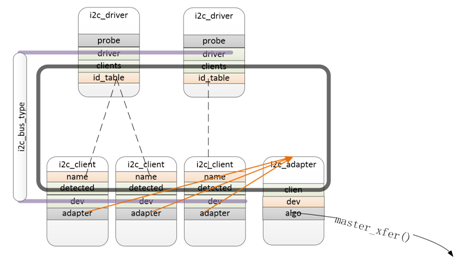 i2c_driver
probe
driver
clients
id_table
i2c_driver
probe
driver
clients
id_table
i2c_bus_type
i2c_client
name
detected
dev
adapter
i2c_client
name
detected
dev
adapter
i2c_client
name
detected
dev
adapter
i2c_adapter
clien
dev
algo
master_xfer()